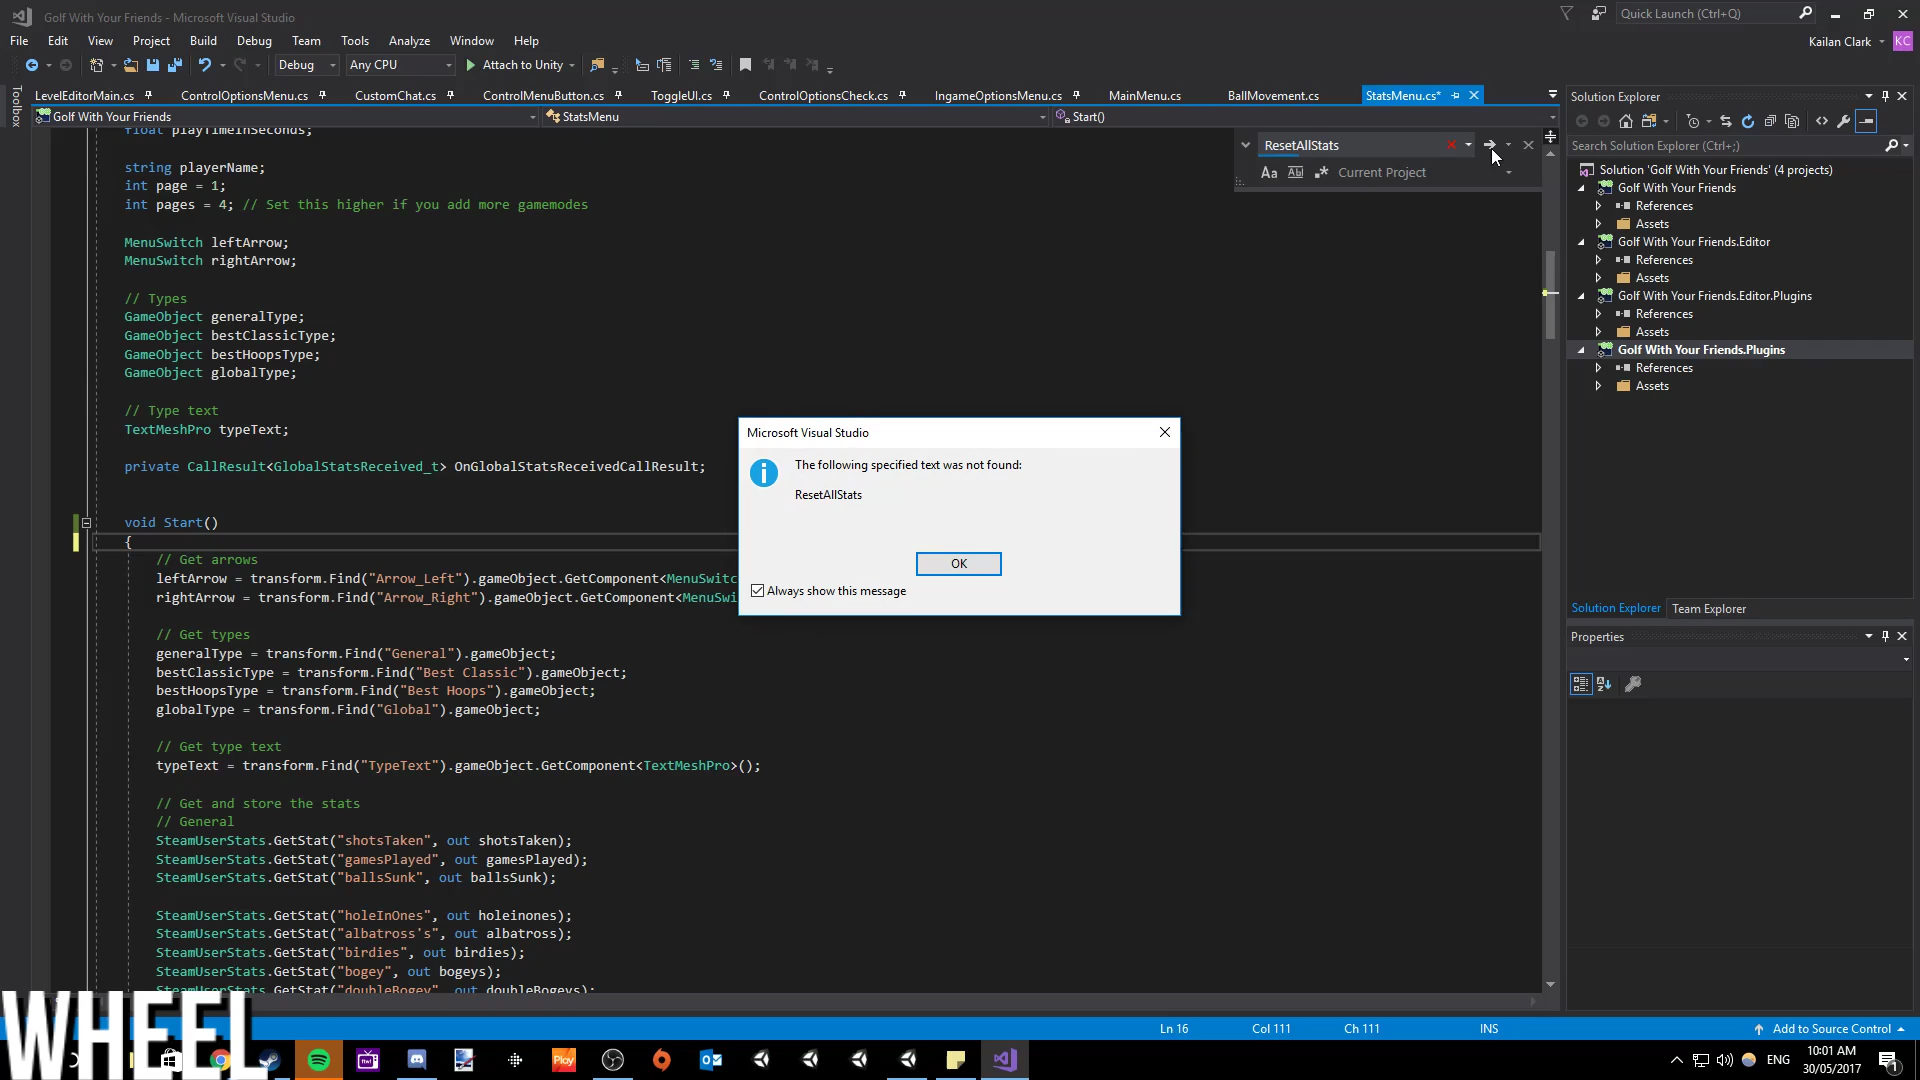 Golf With Your Friends - Microsoft Visual Studio
Quick Launch (Ctrl+Q)
File Edit View Project Build Debug Team Tools Analyze Window Help
Kailan Clark KC
Debug Any CPU Attach to Unity
Toolbox
LevelEditorMain.cs ControlOptionsMenu.cs CustomChat.cs ControlMenuButton.cs ToggleUI.cs ControlOptionsCheck.cs IngameOptionsMenu.cs MainMenu.cs BallMovement.cs StatsMenu.cs*
Golf With Your Friends StatsMenu Start()
float playTimeInSeconds;
string playerName;
int page = 1;
int pages = 4; // Set this higher if you add more gamemodes
MenuSwitch leftArrow;
MenuSwitch rightArrow;
// Types
GameObject generalType;
GameObject bestClassicType;
GameObject bestHoopsType;
GameObject globalType;
// Type text
TextMeshPro typeText;
private CallResult<GlobalStatsReceived_t> OnGlobalStatsReceivedCallResult;
void Start()
{
// Get arrows
leftArrow = transform.Find("Arrow_Left").gameObject.GetComponent<MenuSwitc
rightArrow = transform.Find("Arrow_Right").gameObject.GetComponent<MenuSwi
// Get types
generalType = transform.Find("General").gameObject;
bestClassicType = transform.Find("Best Classic").gameObject;
bestHoopsType = transform.Find("Best Hoops").gameObject;
globalType = transform.Find("Global").gameObject;
// Get type text
typeText = transform.Find("TypeText").gameObject.GetComponent<TextMeshPro>();
// Get and store the stats
// General
SteamUserStats.GetStat("shotsTaken", out shotsTaken);
SteamUserStats.GetStat("gamesPlayed", out gamesPlayed);
SteamUserStats.GetStat("ballsSunk", out ballsSunk);
SteamUserStats.GetStat("holeInOnes", out holeinones);
SteamUserStats.GetStat("albatross's", out albatross);
SteamUserStats.GetStat("birdies", out birdies);
SteamUserStats.GetStat("bogey", out bogeys);
SteamUserStats.GetStat("doubleBogey", out doubleBogeys);
ResetAllStats
Aa Abl Current Project
Microsoft Visual Studio
The following specified text was not found:
ResetAllStats
OK
Always show this message
Solution Explorer
Search Solution Explorer (Ctrl+;)
Solution 'Golf With Your Friends' (4 projects)
Golf With Your Friends
References
Assets
Golf With Your Friends.Editor
References
Assets
Golf With Your Friends.Editor.Plugins
References
Assets
Golf With Your Friends.Plugins
References
Assets
Solution Explorer Team Explorer
Properties
Ln 16 Col 111 Ch 111 INS Add to Source Control
WHEEL
Play
ENG
10:01 AM
30/05/2017
1